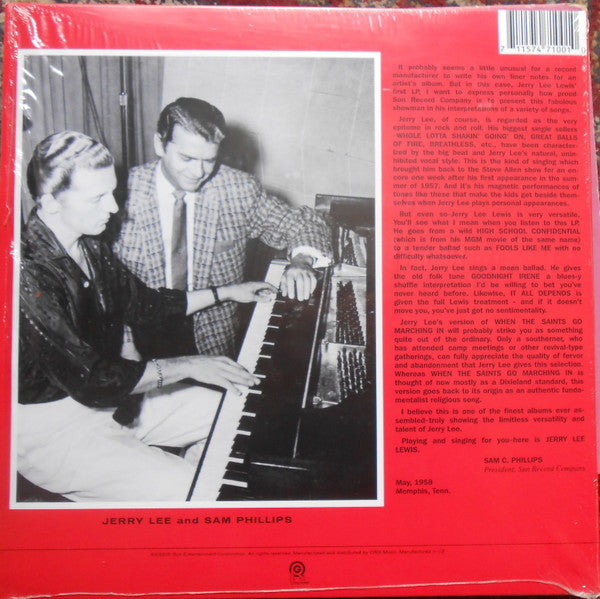 2 11574 71001 0
It probably seems a little unusual for a record
manufacturer to write his own liner notes for an
artist's album. But in this case, Jerry Lee Lewis'
first LP, I want to express personally how proud
Sun Record Company is to present this fabulous
showman in his interpretations of a variety of songs.
Jerry Lee, of course, is regarded as the very
epitome in rock and roll. His biggest single sellers
WHOLE LOTTA SHAKIN' GOING' ON, GREAT BALLS
OF FIRE, BREATHLESS, etc., have been character-
ized by the big beat and Jerry Lee's natural, unin-
hibited vocal style. This is the kind of singing which
brought him back to the Steve Allen show for an en-
core one week after his first appearance in the sum-
mer of 1957. And it's his magnetic performances of
tunes like these that make the kids get beside them-
selves when Jerry Lee plays personal appearances.
But even so-Jerry Lee Lewis is very versatile.
You'll see what I mean when you listen to this LP.
He goes from a wild HIGH SCHOOL CONFIDENTIAL
(which is from his MGM movie of the same name)
to a tender ballad such as FOOLS LIKE ME with no
difficulty whatsoever.
In fact, Jerry Lee sings a mean ballad. He gives
the old folk tune GOODNIGHT IRENE a blues-y
shuffle interpretation I'd be willing to bet you've
never heard before. Likewise, IT ALL DEPENDS is
given the full Lewis treatment - and if it doesn't
move you, you've just got no sentimentality.
Jerry Lee's version of WHEN THE SAINTS GO
MARCHING IN will probably strike you as something
quite out of the ordinary. Only a southerner, who
has attended camp meetings or other revival-type
gatherings, can fully appreciate the quality of fervor
and abandonment that Jerry Lee gives this selection.
Whereas WHEN THE SAINTS GO MARCHING IN is
thought of now mostly as a Dixieland standard, this
version goes back to its origin as an authentic funda-
mentalist religious song.
I believe this is one of the finest albums ever as-
sembled-truly showing the limitless versatility and
talent of Jerry Lee.
Playing and singing for you-here is JERRY LEE
LEWIS.
SAM C. PHILLIPS
President, Sun Record Company
May, 1958
Memphis, Tenn.
JERRY LEE and SAM PHILLIPS
Sun Entertainment Corporation. All rights reserved. Manufactured and distributed by ORG Music. Manufactured in